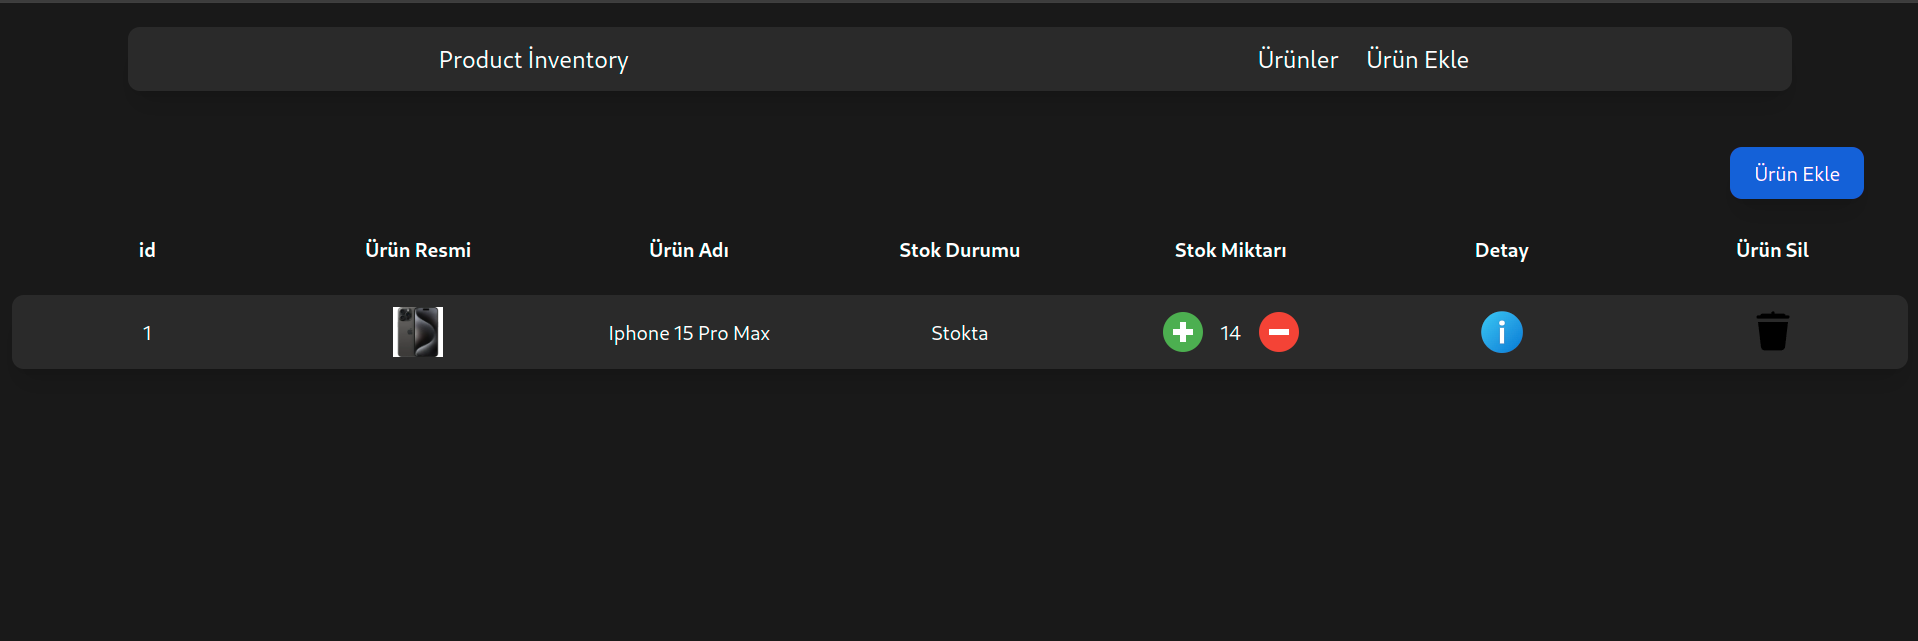 Product İnventory Ürünler Ürün Ekle
Ürün Ekle
id Ürün Resmi Ürün Adı Stok Durumu Stok Miktarı Detay Ürün Sil
1 Iphone 15 Pro Max Stokta 14